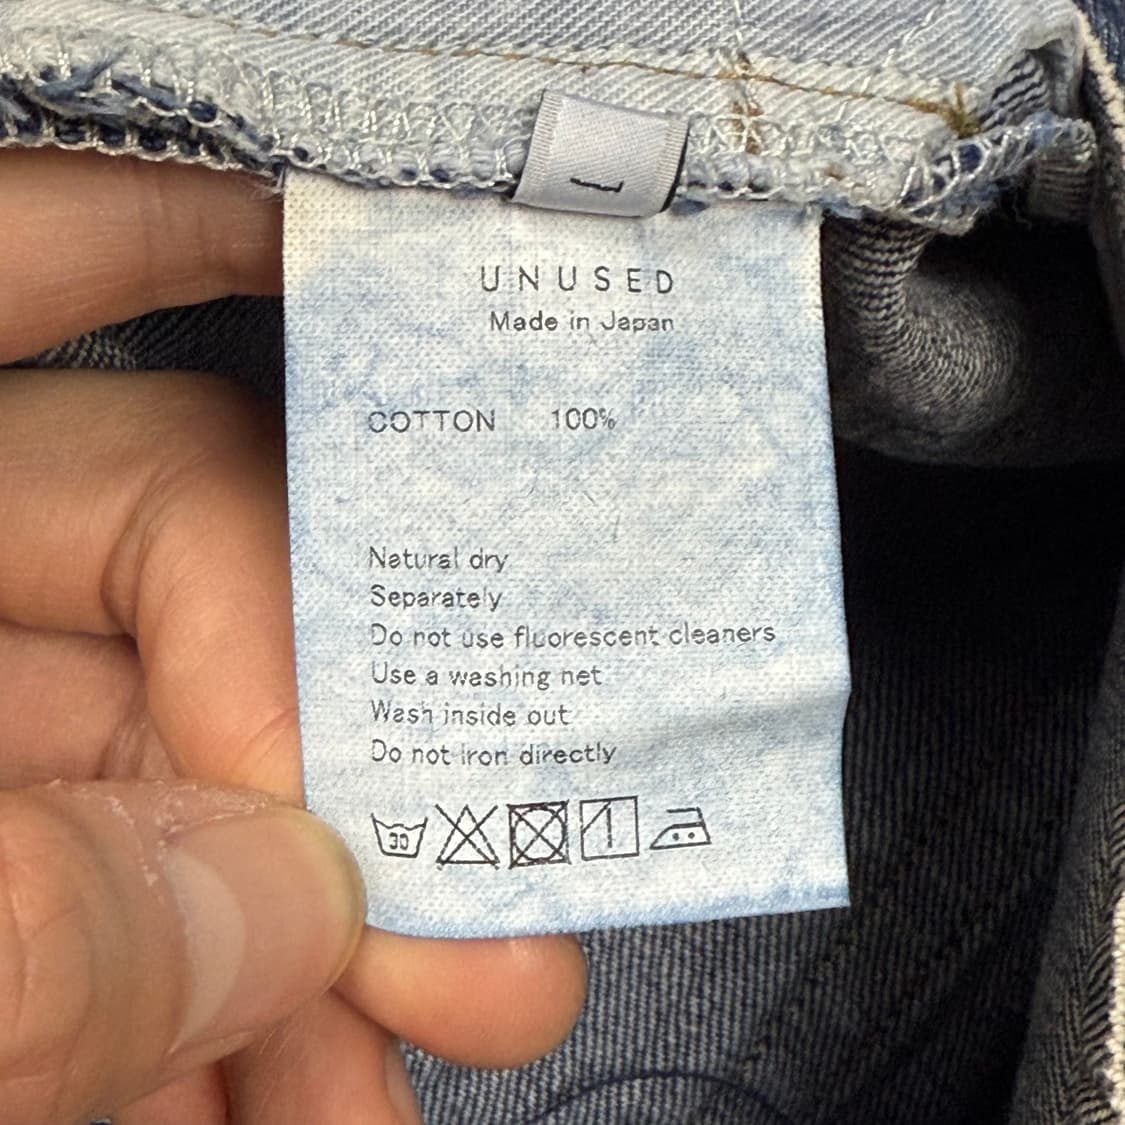 1
UNUSED
Made in Japan
COTTON 100%
Natural dry
Separately
Do not use fluorescent cleaners
Use a washing net
Wash inside out
Do not iron directly
30